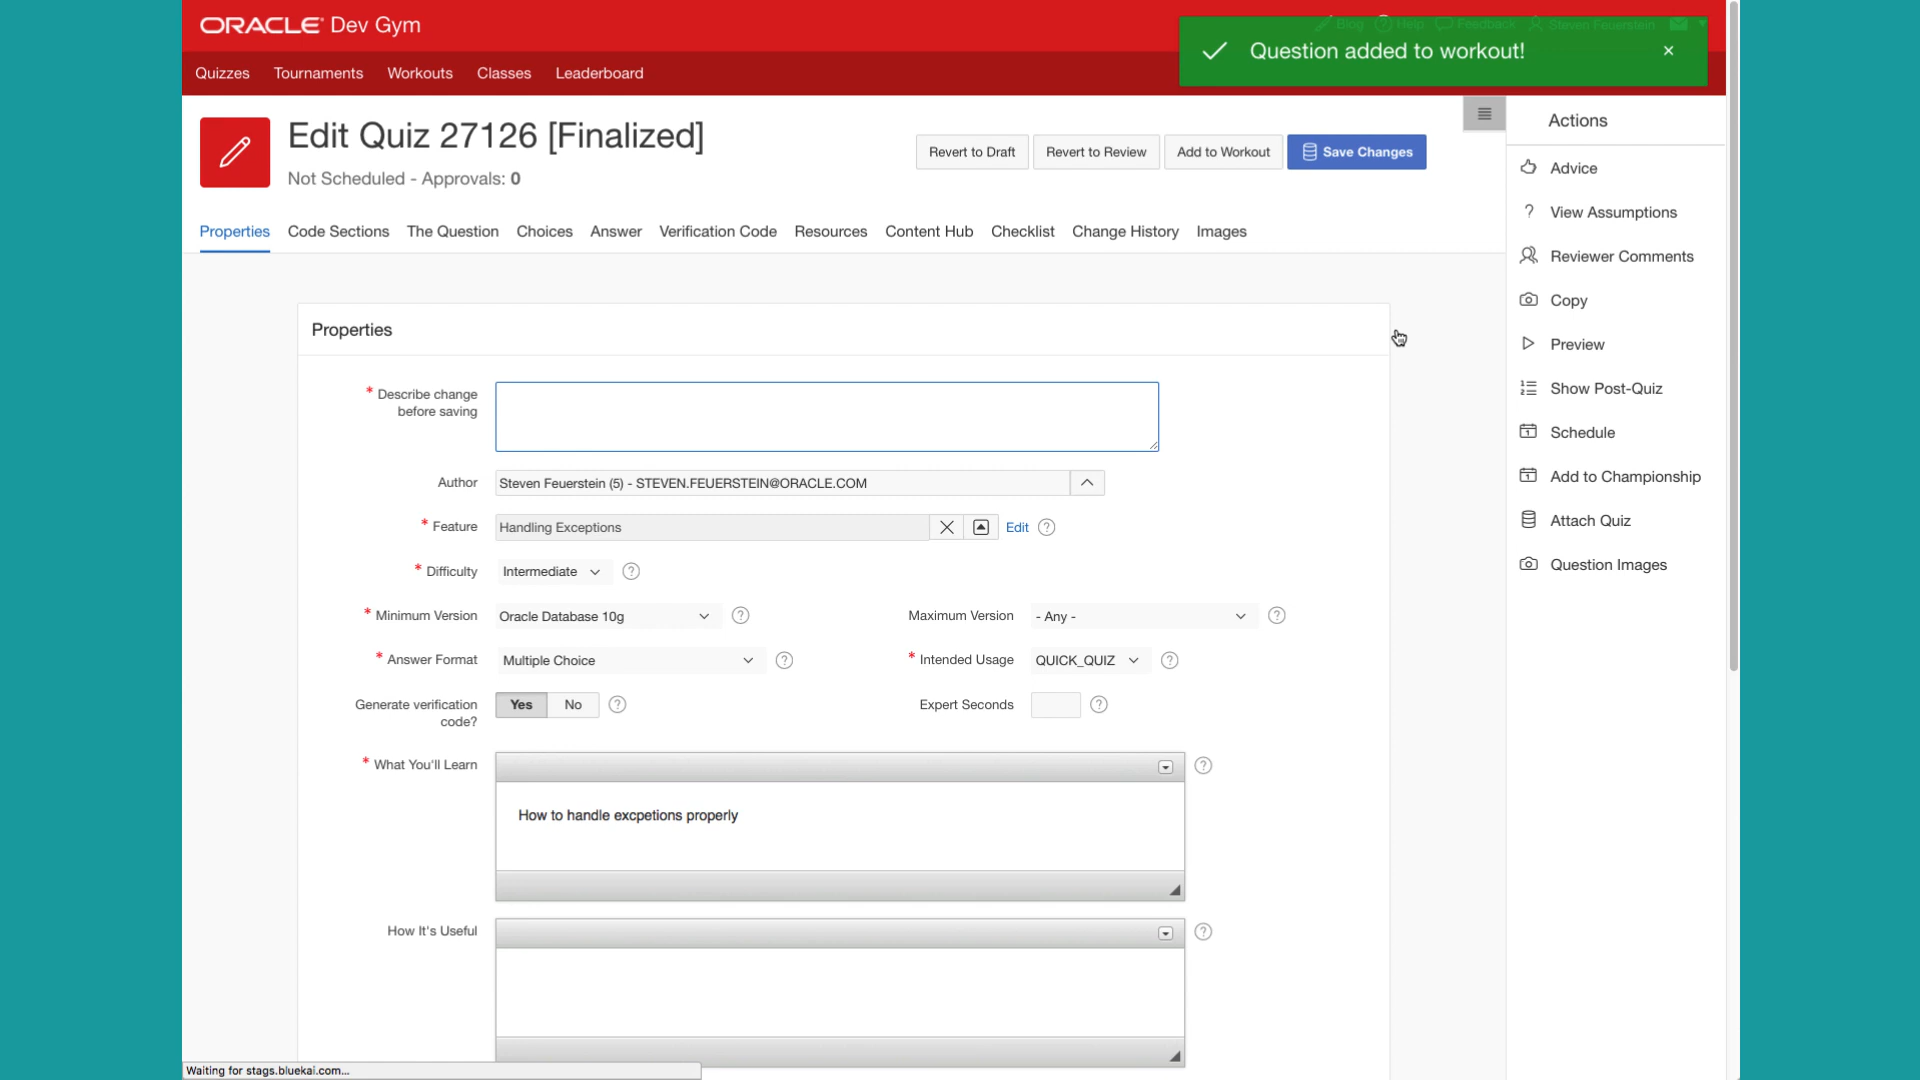 ORACLE Dev Gym
Blog Help Feedback Steven Feuerstein
Question added to workout!
Quizzes Tournaments Workouts Classes Leaderboard
Edit Quiz 27126 [Finalized]
Not Scheduled - Approvals: 0
Revert to Draft Revert to Review Add to Workout Save Changes
Properties Code Sections The Question Choices Answer Verification Code Resources Content Hub Checklist Change History Images
Actions
Advice
View Assumptions
Reviewer Comments
Copy
Preview
Show Post-Quiz
Schedule
Add to Championship
Attach Quiz
Question Images
Properties
* Describe change
before saving
Author Steven Feuerstein (5) - STEVEN.FEUERSTEIN@ORACLE.COM
* Feature Handling Exceptions Edit ?
* Difficulty Intermediate ?
* Minimum Version Oracle Database 10g ? Maximum Version - Any - ?
* Answer Format Multiple Choice ? * Intended Usage QUICK_QUIZ ?
Generate verification
code? Yes No ? Expert Seconds ?
* What You'll Learn ?
How to handle excpetions properly
How It's Useful ?
Waiting for stags.bluekai.com...